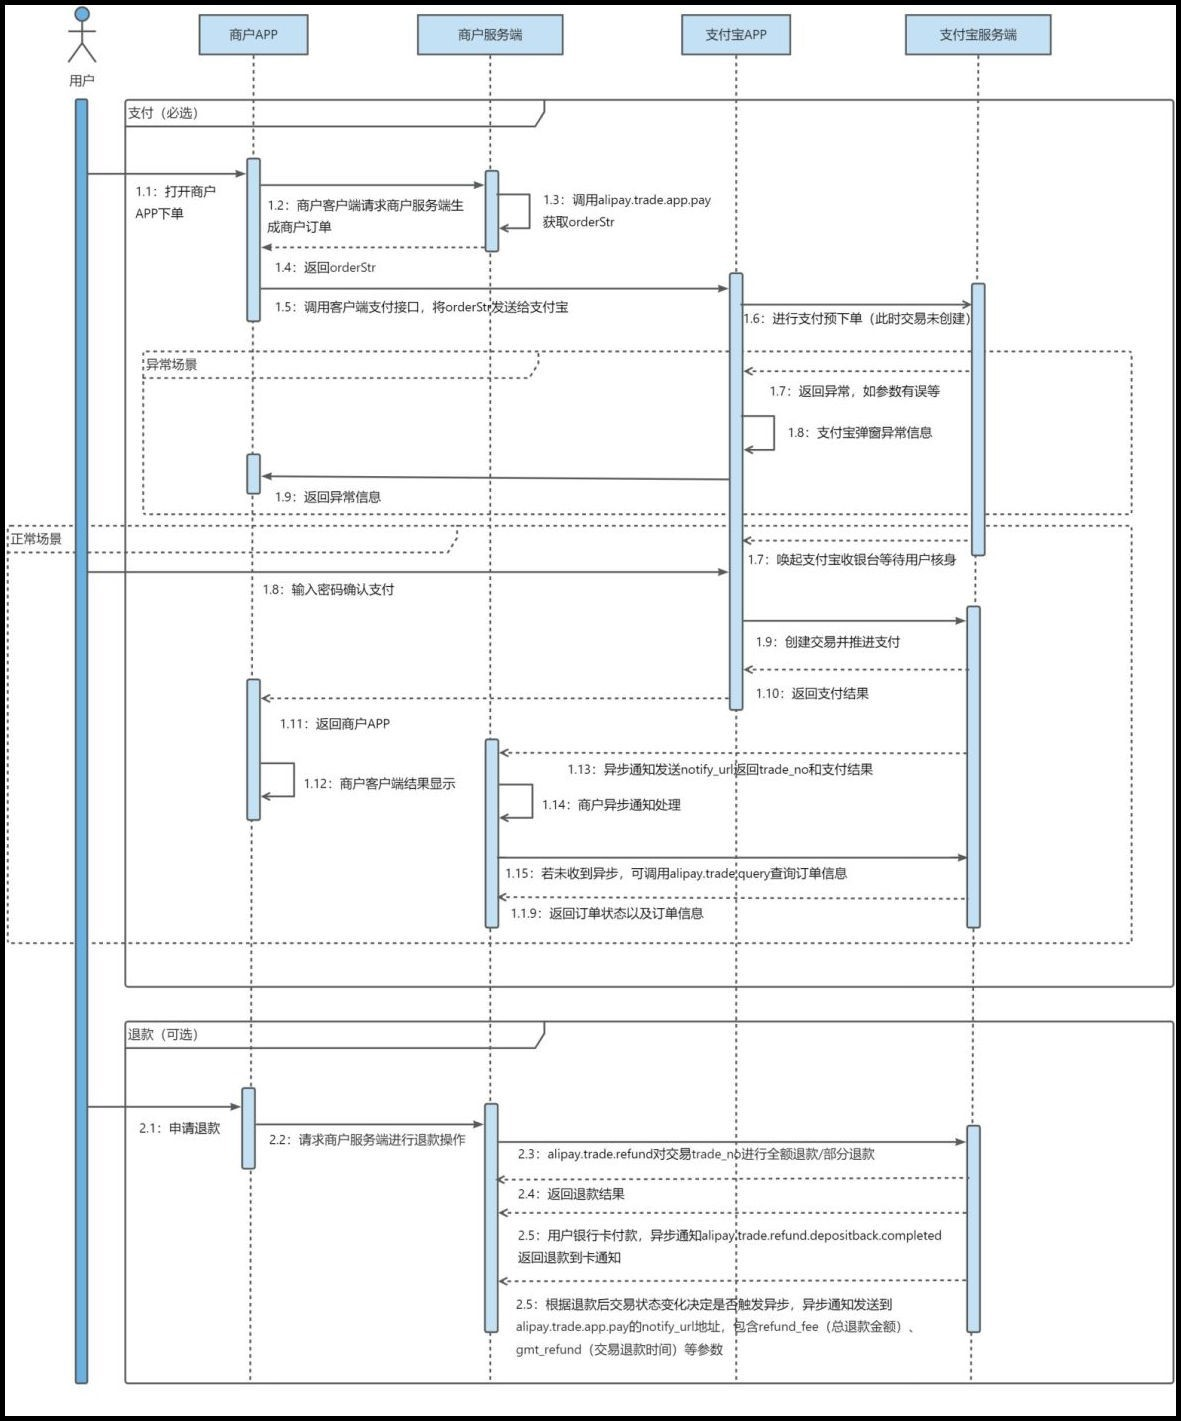 商户APP
商户服务端
支付宝APP
支付宝服务端
用户
支付（必选）
1.1：打开商户
APP下单
1.2：商户客户端请求商户服务端生
成商户订单
1.3：调用alipay.trade.app.pay
获取orderStr
1.4：返回orderStr
1.5：调用客户端支付接口，将orderStr发送给支付宝
1.6：进行支付预下单（此时交易未创建）
异常场景
1.7：返回异常，如参数有误等
1.8：支付宝弹窗异常信息
1.9：返回异常信息
正常场景
1.7：唤起支付宝收银台等待用户核身
1.8：输入密码确认支付
1.9：创建交易并推进支付
1.10：返回支付结果
1.11：返回商户APP
1.12：商户客户端结果显示
1.13：异步通知发送notify_url返回trade_no和支付结果
1.14：商户异步通知处理
1.15：若未收到异步，可调用alipay.trade.query查询订单信息
1.1.9：返回订单状态以及订单信息
退款（可选）
2.1：申请退款
2.2：请求商户服务端进行退款操作
2.3：alipay.trade.refund对交易trade_no进行全额退款/部分退款
2.4：返回退款结果
2.5：用户银行卡付款，异步通知alipay.trade.refund.depositback.completed
返回退款到卡通知
2.5：根据退款后交易状态变化决定是否触发异步，异步通知发送到
alipay.trade.app.pay的notify_url地址，包含refund_fee（总退款金额）、
gmt_refund（交易退款时间）等参数